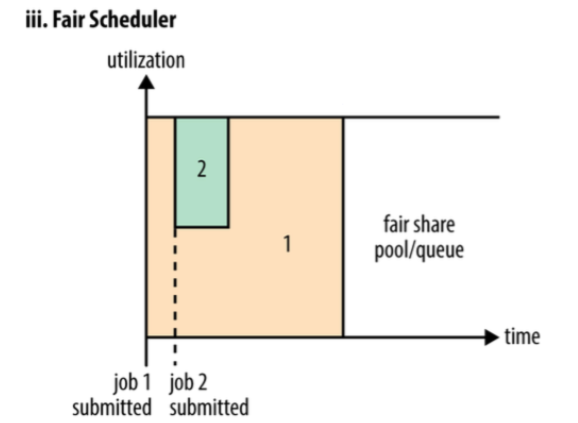 iii. Fair Scheduler
utilization
2
1
fair share
pool/queue
time
job 1
submitted
job 2
submitted